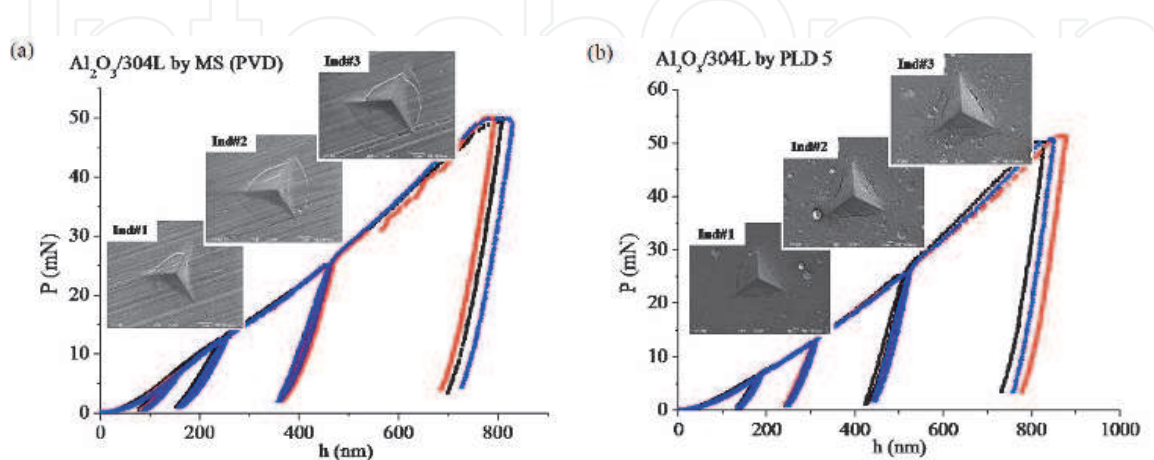 (a)
Al₂O₃/304L by MS (PVD)
Ind#3
Ind#2
Ind#1
P (mN)
60
50
40
30
20
10
0
0 200 400 600 800
h (nm)
(b)
Al₂O₃/304L by PLD 5
Ind#3
Ind#2
Ind#1
P (mN)
60
50
40
30
20
10
0
0 200 400 600 800 1000
h (nm)